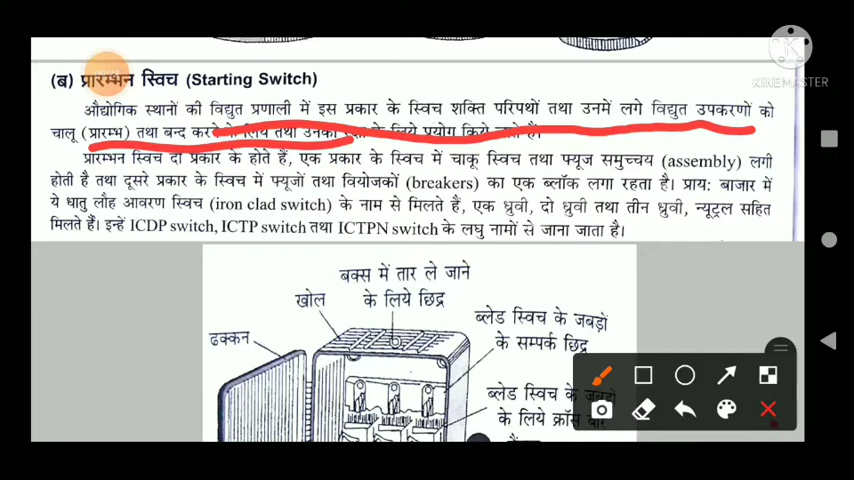 (ब) प्रारम्भन स्विच (Starting Switch)
औद्योगिक स्थानों की विद्युत प्रणाली में इस प्रकार के स्विच शक्ति परिपथों तथा उनमें लगे विद्युत उपकरणों को
चालू (प्रारम्भ) तथा बन्द करने के लिये तथा उनकी के लिये प्रयोग किये जाते हैं।
प्रारम्भन स्विच दो प्रकार के होते हैं, एक प्रकार के स्विच में चाकू स्विच तथा फ्यूज समुच्चय (assembly) लगी
होती है तथा दूसरे प्रकार के स्विच में फ्यूजों तथा वियोजकों (breakers) का एक ब्लॉक लगा रहता है। प्राय: बाजार में
ये धातु लौह आवरण स्विच (iron clad switch) के नाम से मिलते हैं, एक ध्रुवी, दो ध्रुवी तथा तीन ध्रुवी, न्यूट्रल सहित
मिलते हैं। इन्हें ICDP switch, ICTP switch तथा ICTPN switch के लघु नामों से जाना जाता है।
बक्स में तार ले जाने
के लिये छिद्र
खोल
ढक्कन
ब्लेड स्विच के जबड़ों
के सम्पर्क छिद्र
ब्लेड स्विच के जबड़ों
के लिये क्रॉस बार
KINEMASTER